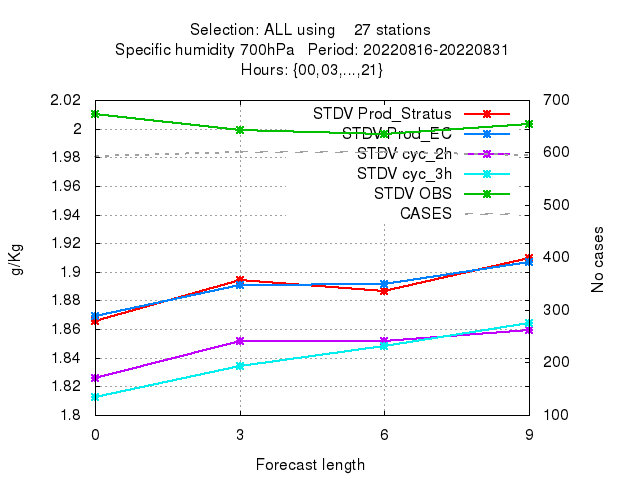 Selection: ALL using 27 stations
Specific humidity 700hPa Period: 20220816-20220831
Hours: {00,03,...,21}
2.02
2
1.98
1.96
1.94
1.92
1.9
1.88
1.86
1.84
1.82
1.8
g/Kg
STDV Prod_Stratus
STDV Prod_EC
STDV cyc_2h
STDV cyc_3h
STDV OBS
CASES
700
600
500
400
300
200
100
No cases
0 3 6 9
Forecast length